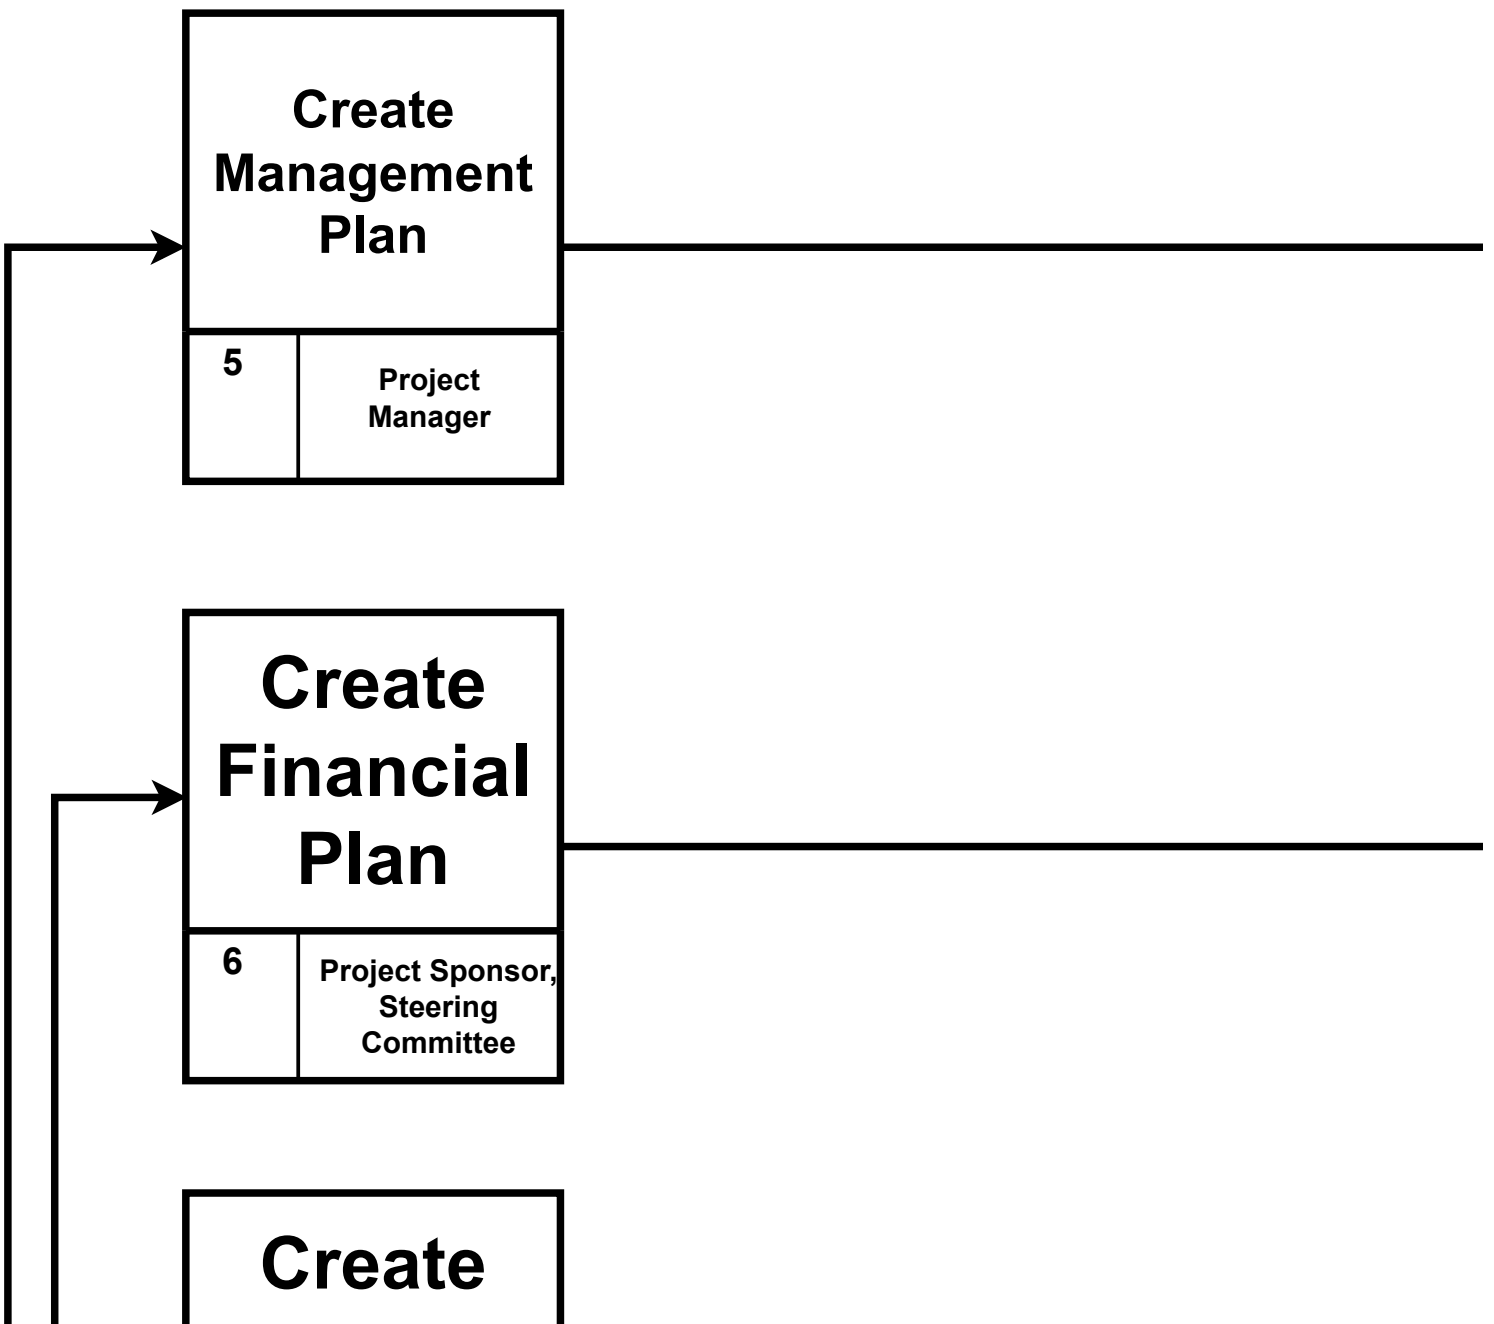 Create
Management
Plan
5
Project
Manager
Create
Financial
Plan
6
Project Sponsor,
Steering
Committee
Create